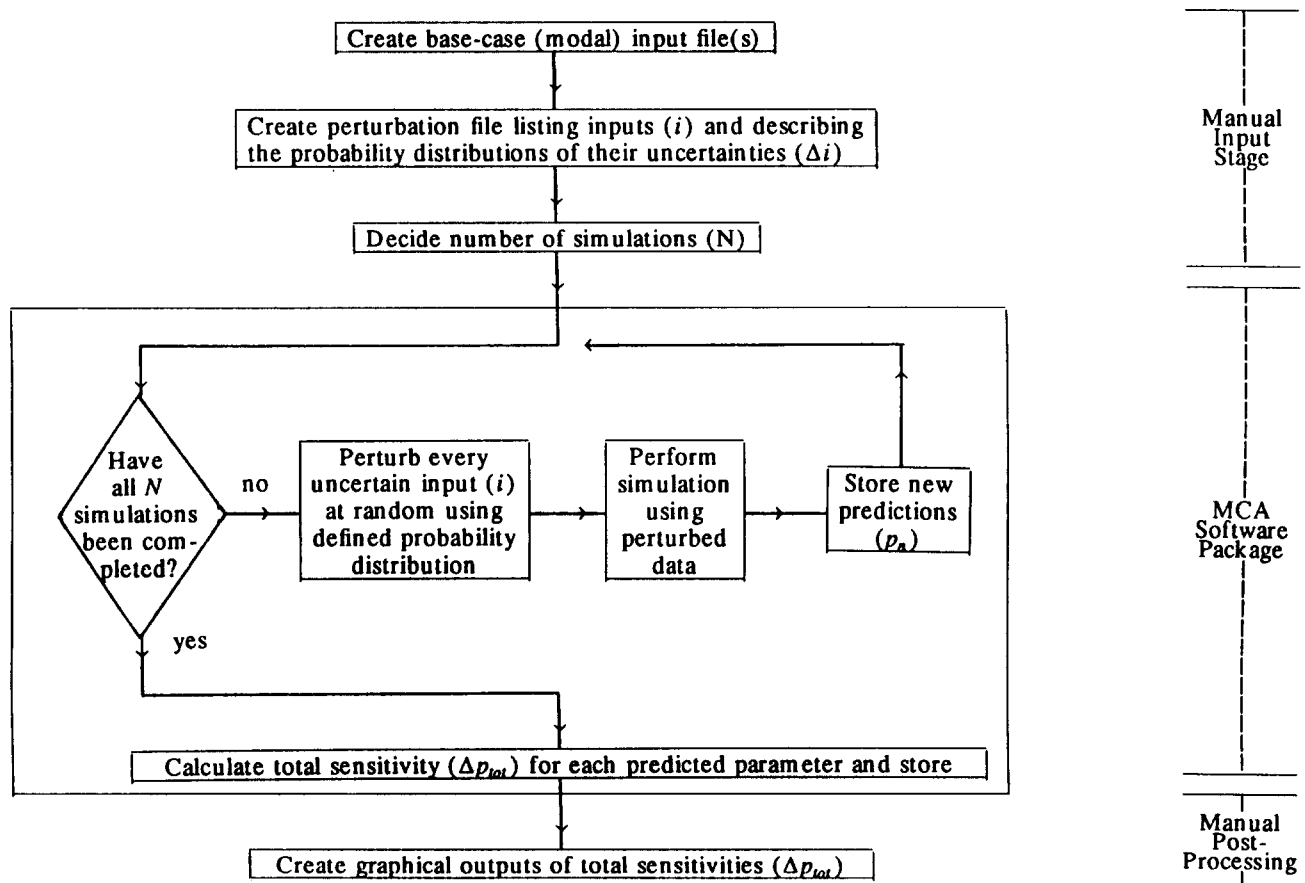 Create base-case (modal) input file(s)
Create perturbation file listing inputs (i) and describing
the probability distributions of their uncertainties (Δi)
Decide number of simulations (N)
Have
all N
simulations
been com-
pleted?
no
yes
Perturb every
uncertain input (i)
at random using
defined probability
distribution
Perform
simulation
using
perturbed
data
Store new
predictions
(pₙ)
Calculate total sensitivity (Δpₜₒₜ) for each predicted parameter and store
Create graphical outputs of total sensitivities (Δpₜₒₜ)
Manual
Input
Stage
MCA
Software
Package
Manual
Post-
Processing